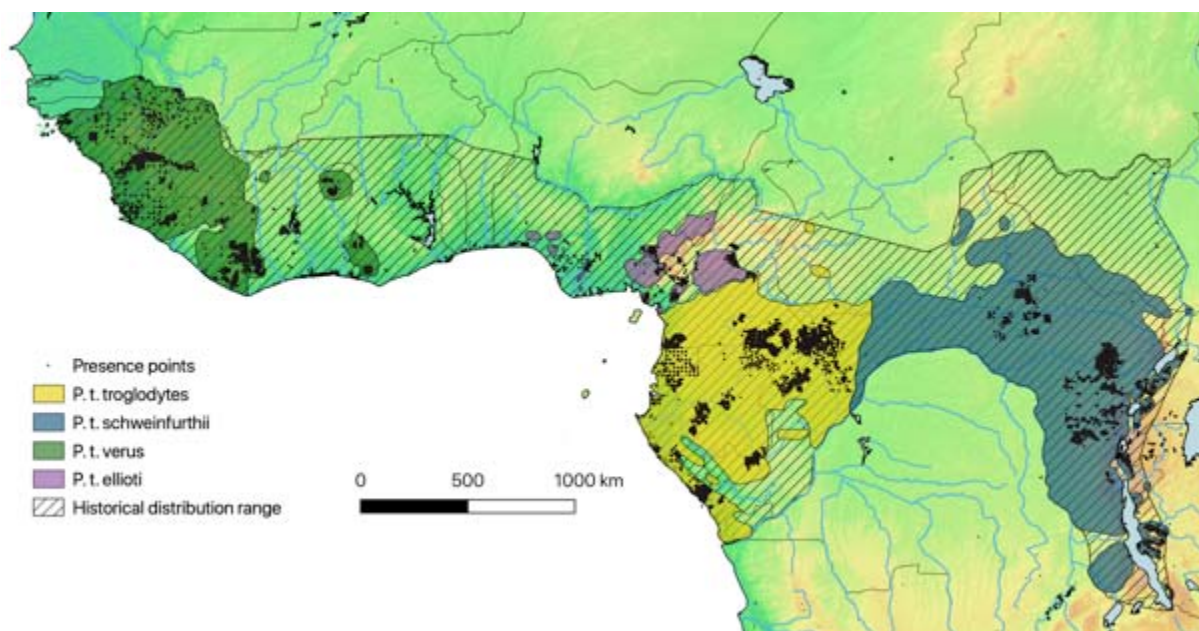 Presence points
P. t. troglodytes
P. t. schweinfurthii
P. t. verus
P. t. ellioti
Historical distribution range
0 500 1000 km